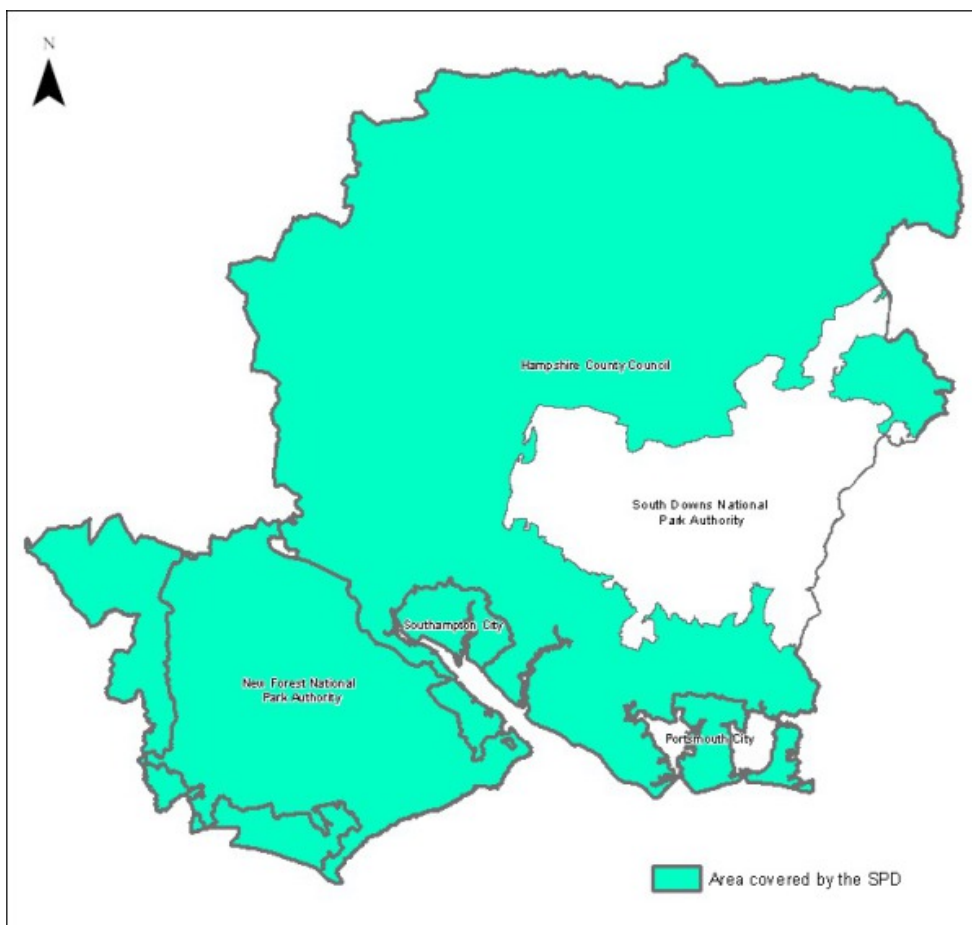 N
Hampshire County Council
South Downs National
Park Authority
Southampton City
New Forest National
Park Authority
Portsmouth City
Area covered by the SPD